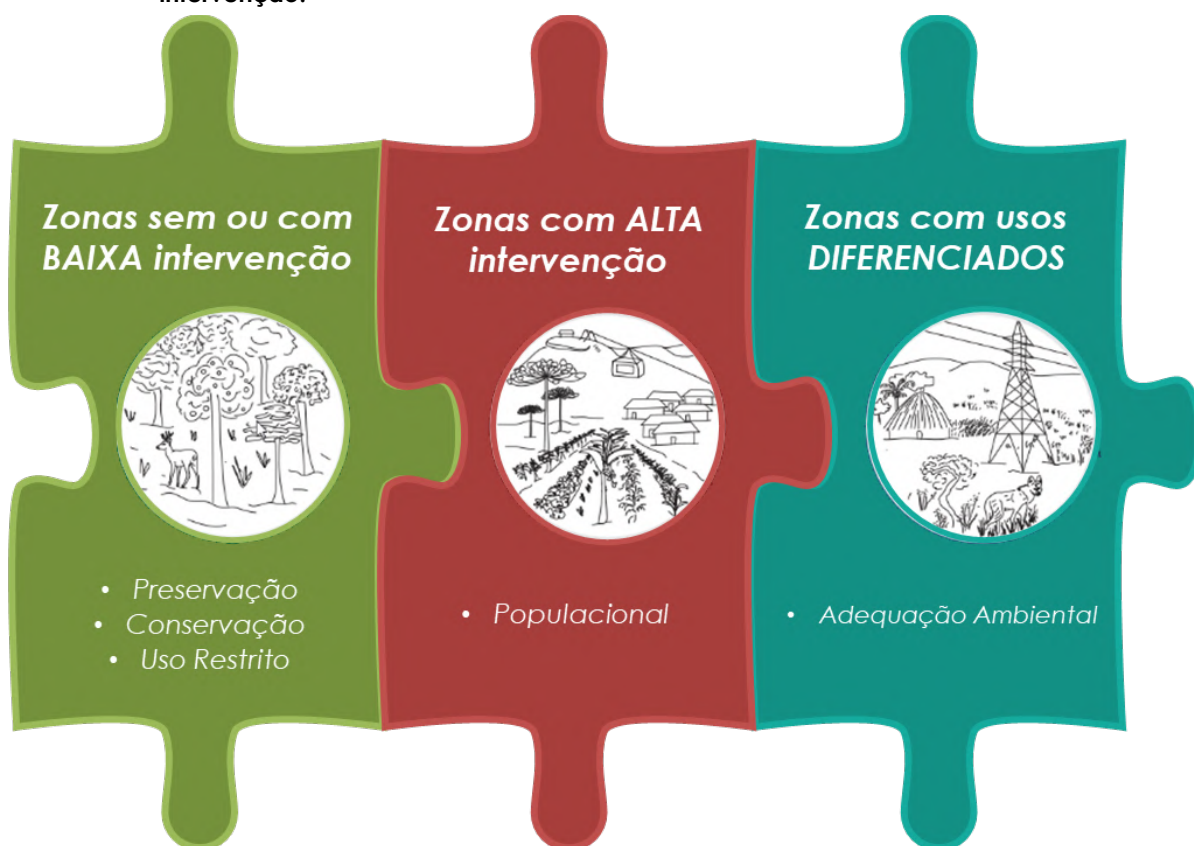 intervenção.
Zonas sem ou com
BAIXA intervenção
• Preservação
• Conservação
• Uso Restrito
Zonas com ALTA
intervenção
• Populacional
Zonas com usos
DIFERENCIADOS
• Adequação Ambiental